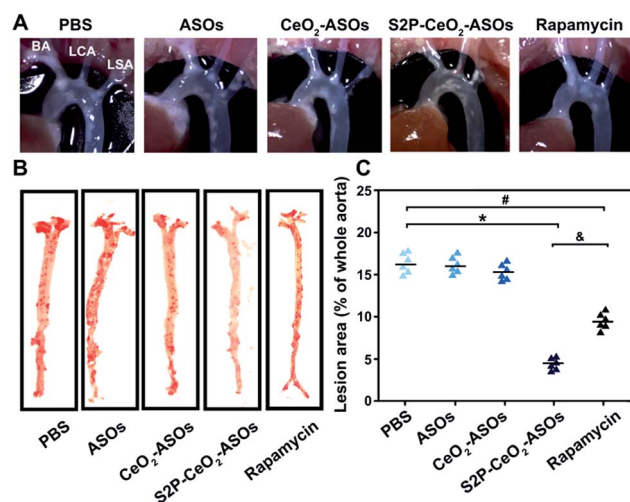 A
PBS
ASOs
CeO₂-ASOs
S2P-CeO₂-ASOs
Rapamycin
BA
LCA
LSA
B
PBS
ASOs
CeO₂-ASOs
S2P-CeO₂-ASOs
Rapamycin
C
Lesion area (% of whole aorta)
25
20
15
10
5
0
#
*
&
PBS
ASOs
CeO₂-ASOs
S2P-CeO₂-ASOs
Rapamycin